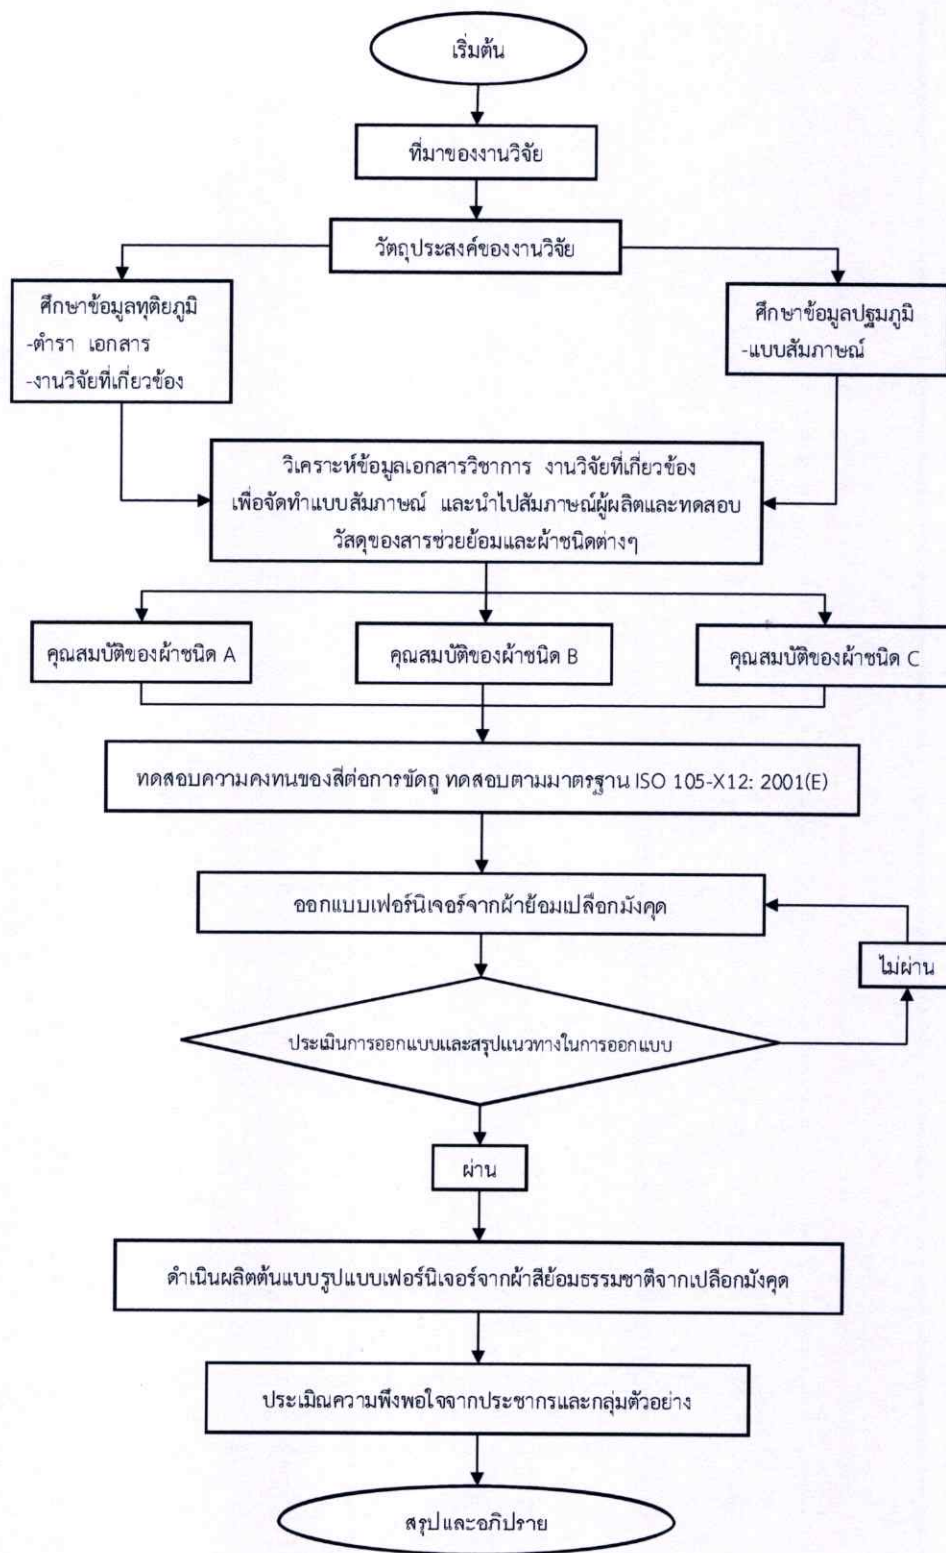 เริ่มต้น
ที่มาของงานวิจัย
วัตถุประสงค์ของงานวิจัย
ศึกษาข้อมูลทุติยภูมิ
-ตำรา เอกสาร
-งานวิจัยที่เกี่ยวข้อง
ศึกษาข้อมูลปฐมภูมิ
-แบบสัมภาษณ์
วิเคราะห์ข้อมูลเอกสารวิชาการ งานวิจัยที่เกี่ยวข้อง
เพื่อจัดทำแบบสัมภาษณ์ และนำไปสัมภาษณ์ผู้ผลิตและทดสอบ
วัสดุของสารช่วยย้อมและผ้าชนิดต่างๆ
คุณสมบัติของผ้าชนิด A
คุณสมบัติของผ้าชนิด B
คุณสมบัติของผ้าชนิด C
ทดสอบความคงทนของสีต่อการขัดถู ทดสอบตามมาตรฐาน ISO 105-X12: 2001(E)
ออกแบบเฟอร์นิเจอร์จากผ้าย้อมเปลือกมังคุด
ไม่ผ่าน
ประเมินการออกแบบและสรุปแนวทางในการออกแบบ
ผ่าน
ดำเนินผลิตต้นแบบรูปแบบเฟอร์นิเจอร์จากผ้าสีย้อมธรรมชาติจากเปลือกมังคุด
ประเมิณความพึงพอใจจากประชากรและกลุ่มตัวอย่าง
สรุปและอภิปราย